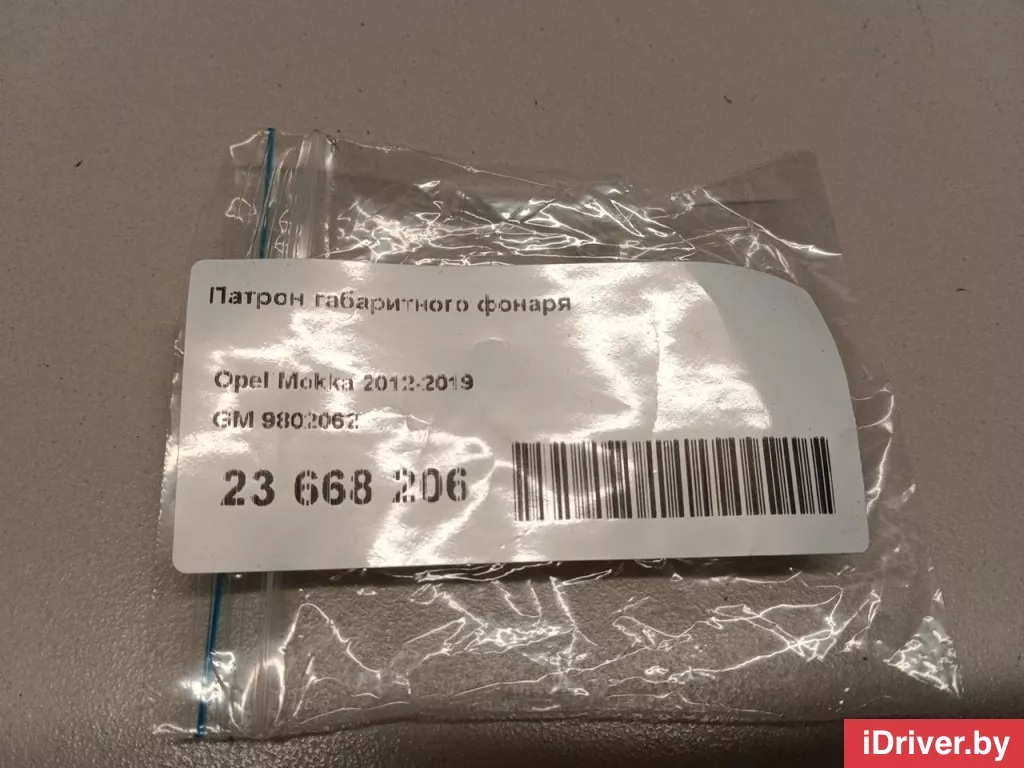 Патрон габаритного фонаря
Opel Mokka 2012-2019
GM 9802062
23 668 206
iDriver.by